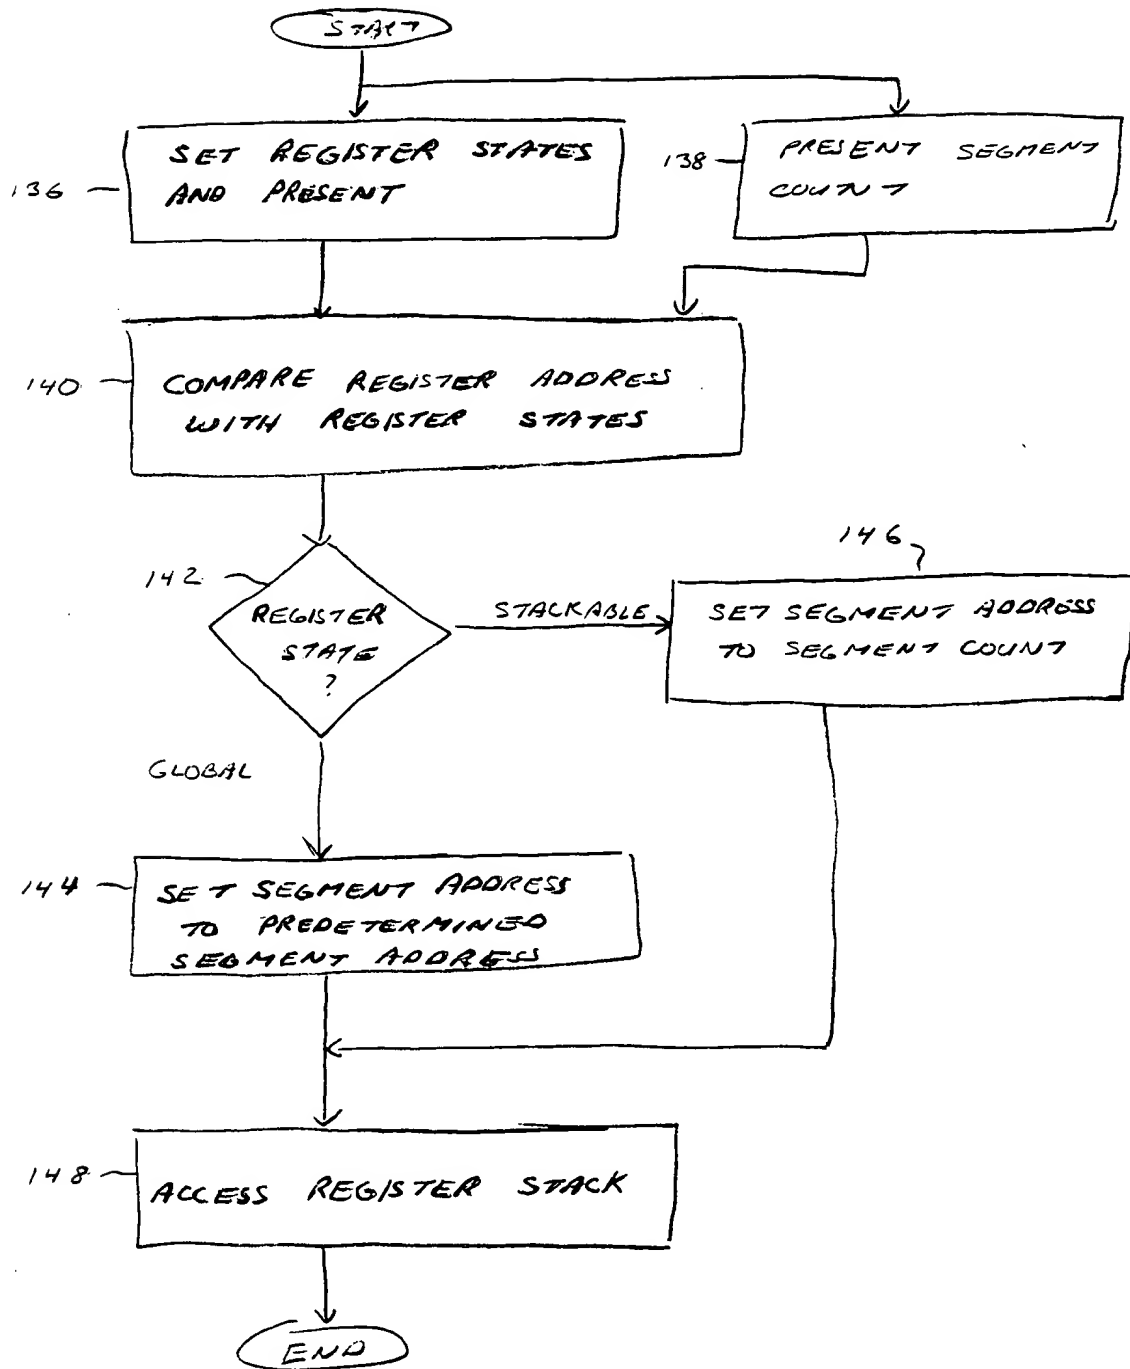 START
136
SET REGISTER STATES
AND PRESENT
138
PRESENT SEGMENT
COUNT
140
COMPARE REGISTER ADDRESS
WITH REGISTER STATES
142
REGISTER
STATE
?
STACKABLE
146
SET SEGMENT ADDRESS
TO SEGMENT COUNT
GLOBAL
144
SET SEGMENT ADDRESS
TO PREDETERMINED
SEGMENT ADDRESS
148
ACCESS REGISTER STACK
END